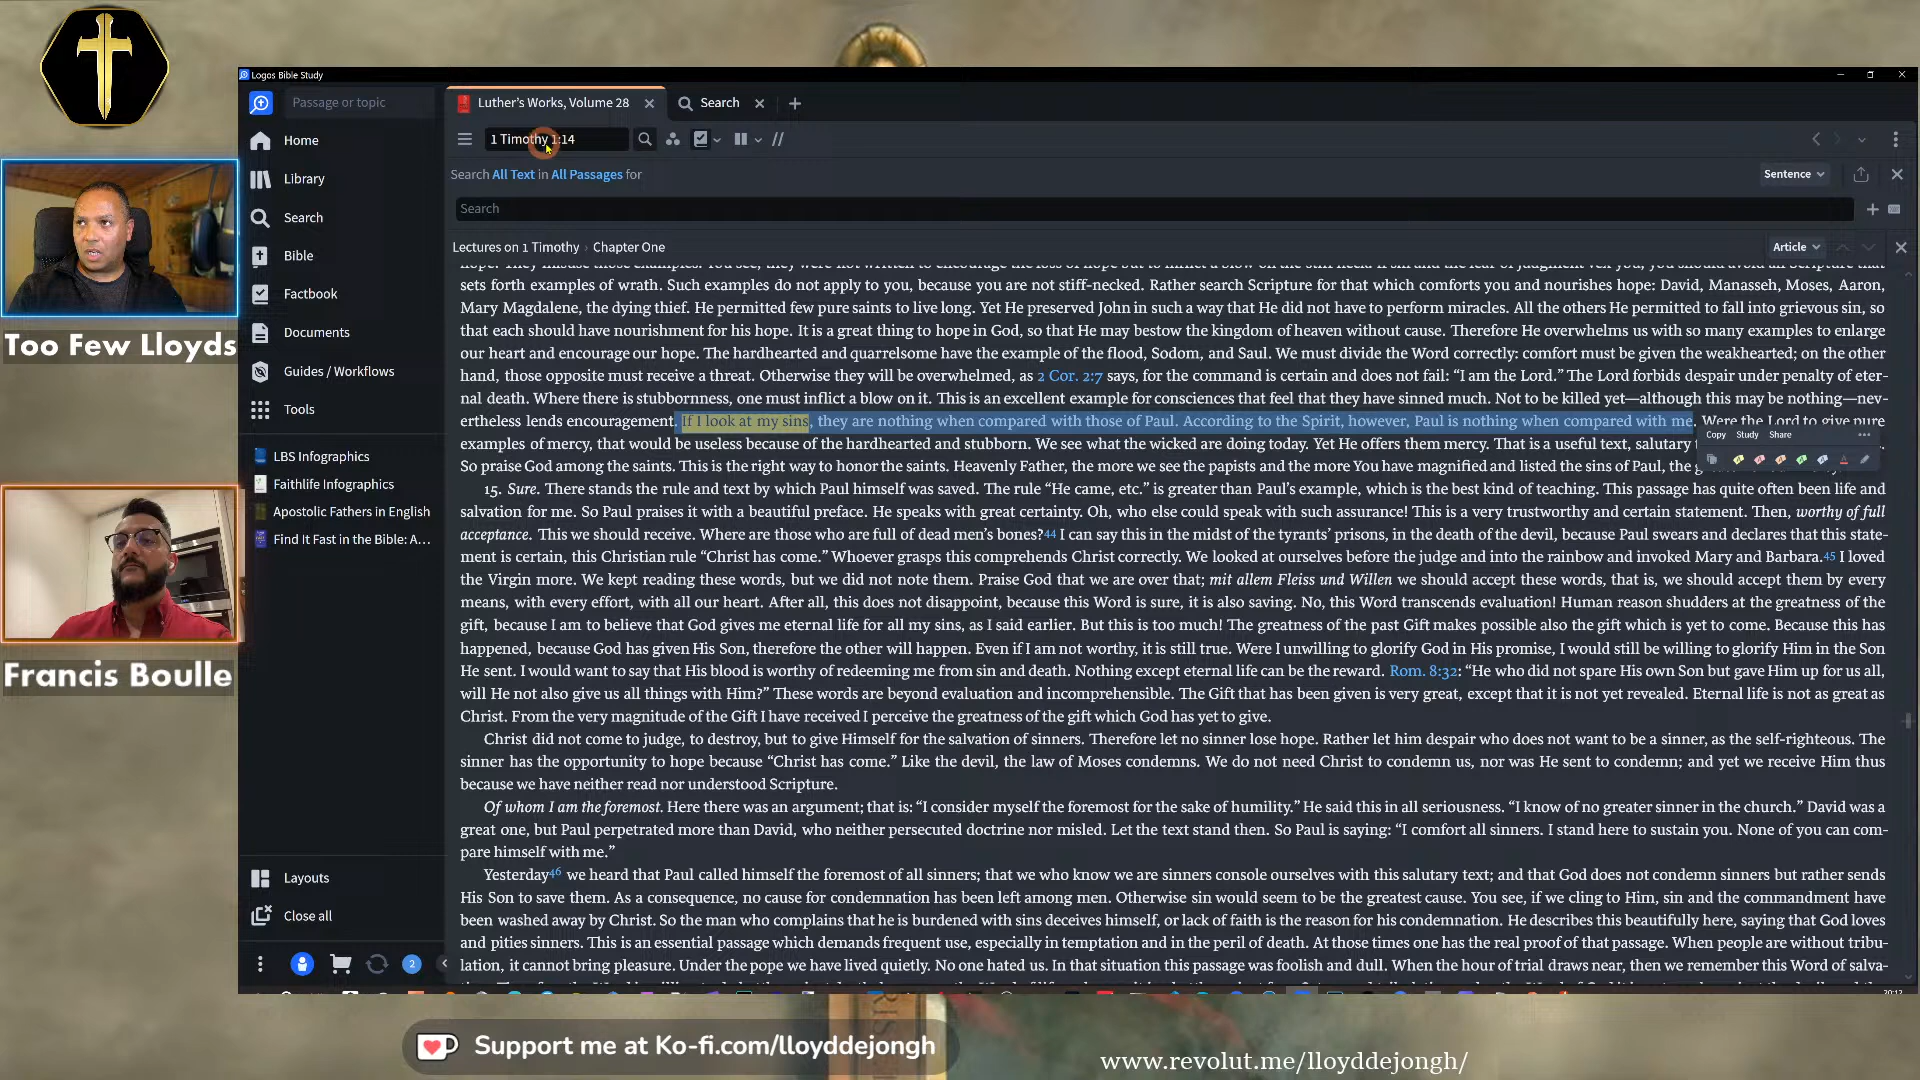 Logos Bible Study
Passage or topic
Luther's Works, Volume 28
Search
1 Timothy 1:14
Home
Library
Search
Bible
Factbook
Documents
Guides / Workflows
Tools
LBS Infographics
Faithlife Infographics
Apostolic Fathers in English
Find It Fast in the Bible: A...
Layouts
Close all
2
Search All Text in All Passages for
Sentence
Search
Lectures on 1 Timothy › Chapter One
Article
sets forth examples of wrath. Such examples do not apply to you, because you are not stiff-necked. Rather search Scripture for that which comforts you and nourishes hope: David, Manasseh, Moses, Aaron,
Mary Magdalene, the dying thief. He permitted few pure saints to live long. Yet He preserved John in such a way that He did not have to perform miracles. All the others He permitted to fall into grievous sin, so
that each should have nourishment for his hope. It is a great thing to hope in God, so that He may bestow the kingdom of heaven without cause. Therefore He overwhelms us with so many examples to enlarge
our heart and encourage our hope. The hardhearted and quarrelsome have the example of the flood, Sodom, and Saul. We must divide the Word correctly: comfort must be given the weakhearted; on the other
hand, those opposite must receive a threat. Otherwise they will be overwhelmed, as 2 Cor. 2:7 says, for the command is certain and does not fail: “I am the Lord.” The Lord forbids despair under penalty of eter-
nal death. Where there is stubbornness, one must inflict a blow on it. This is an excellent example for consciences that feel that they have sinned much. Not to be killed yet—although this may be nothing—nev-
ertheless lends encouragement. If I look at my sins, they are nothing when compared with those of Paul. According to the Spirit, however, Paul is nothing when compared with me. Were the Lord to give pure
examples of mercy, that would be useless because of the hardhearted and stubborn. We see what the wicked are doing today. Yet He offers them mercy. That is a useful text, salutary
So praise God among the saints. This is the right way to honor the saints. Heavenly Father, the more we see the papists and the more You have magnified and listed the sins of Paul, the
Copy Study Share
15. Sure. There stands the rule and text by which Paul himself was saved. The rule “He came, etc.” is greater than Paul’s example, which is the best kind of teaching. This passage has quite often been life and
salvation for me. So Paul praises it with a beautiful preface. He speaks with great certainty. Oh, who else could speak with such assurance! This is a very trustworthy and certain statement. Then, worthy of full
acceptance. This we should receive. Where are those who are full of dead men’s bones?44 I can say this in the midst of the tyrants’ prisons, in the death of the devil, because Paul swears and declares that this state-
ment is certain, this Christian rule “Christ has come.” Whoever grasps this comprehends Christ correctly. We looked at ourselves before the judge and into the rainbow and invoked Mary and Barbara.45 I loved
the Virgin more. We kept reading these words, but we did not note them. Praise God that we are over that; mit allem Fleiss und Willen we should accept these words, that is, we should accept them by every
means, with every effort, with all our heart. After all, this does not disappoint, because this Word is sure, it is also saving. No, this Word transcends evaluation! Human reason shudders at the greatness of the
gift, because I am to believe that God gives me eternal life for all my sins, as I said earlier. But this is too much! The greatness of the past Gift makes possible also the gift which is yet to come. Because this has
happened, because God has given His Son, therefore the other will happen. Even if I am not worthy, it is still true. Were I unwilling to glorify God in His promise, I would still be willing to glorify Him in the Son
He sent. I would want to say that His blood is worthy of redeeming me from sin and death. Nothing except eternal life can be the reward. Rom. 8:32: “He who did not spare His own Son but gave Him up for us all,
will He not also give us all things with Him?” These words are beyond evaluation and incomprehensible. The Gift that has been given is very great, except that it is not yet revealed. Eternal life is not as great as
Christ. From the very magnitude of the Gift I have received I perceive the greatness of the gift which God has yet to give.
Christ did not come to judge, to destroy, but to give Himself for the salvation of sinners. Therefore let no sinner lose hope. Rather let him despair who does not want to be a sinner, as the self-righteous. The
sinner has the opportunity to hope because “Christ has come.” Like the devil, the law of Moses condemns. We do not need Christ to condemn us, nor was He sent to condemn; and yet we receive Him thus
because we have neither read nor understood Scripture.
Of whom I am the foremost. Here there was an argument; that is: “I consider myself the foremost for the sake of humility.” He said this in all seriousness. “I know of no greater sinner in the church.” David was a
great one, but Paul perpetrated more than David, who neither persecuted doctrine nor misled. Let the text stand then. So Paul is saying: “I comfort all sinners. I stand here to sustain you. None of you can com-
pare himself with me.”
Yesterday46 we heard that Paul called himself the foremost of all sinners; that we who know we are sinners console ourselves with this salutary text; and that God does not condemn sinners but rather sends
His Son to save them. As a consequence, no cause for condemnation has been left among men. Otherwise sin would seem to be the greatest cause. You see, if we cling to Him, sin and the commandment have
been washed away by Christ. So the man who complains that he is burdened with sins deceives himself, or lack of faith is the reason for his condemnation. He describes this beautifully here, saying that God loves
and pities sinners. This is an essential passage which demands frequent use, especially in temptation and in the peril of death. At those times one has the real proof of that passage. When people are without tribu-
lation, it cannot bring pleasure. Under the pope we have lived quietly. No one hated us. In that situation this passage was foolish and dull. When the hour of trial draws near, then we remember this Word of salva-
Too Few Lloyds
Francis Boulle
Support me at Ko-fi.com/lloyddejongh
www.revolut.me/lloyddejongh/